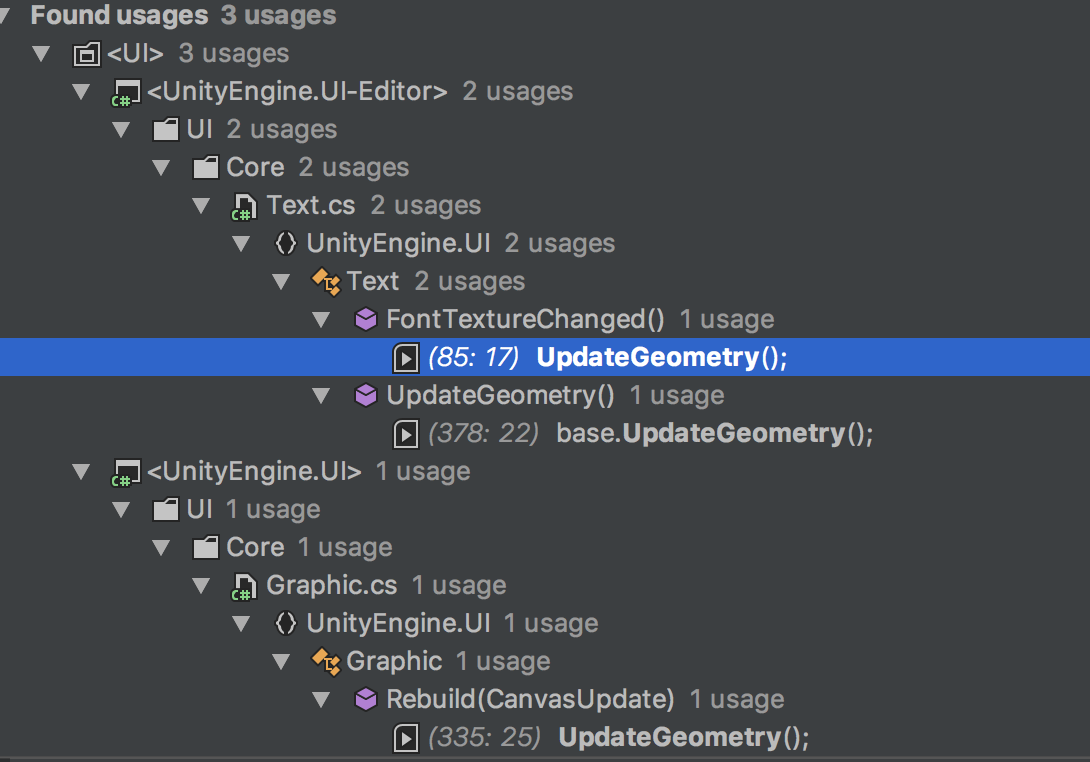 Found usages 3 usages
<UI> 3 usages
C# <UnityEngine.UI-Editor> 2 usages
UI 2 usages
Core 2 usages
C# Text.cs 2 usages
{} UnityEngine.UI 2 usages
Text 2 usages
FontTextureChanged() 1 usage
(85: 17) UpdateGeometry();
UpdateGeometry() 1 usage
(378: 22) base.UpdateGeometry();
C# <UnityEngine.UI> 1 usage
UI 1 usage
Core 1 usage
C# Graphic.cs 1 usage
{} UnityEngine.UI 1 usage
Graphic 1 usage
Rebuild(CanvasUpdate) 1 usage
(335: 25) UpdateGeometry();